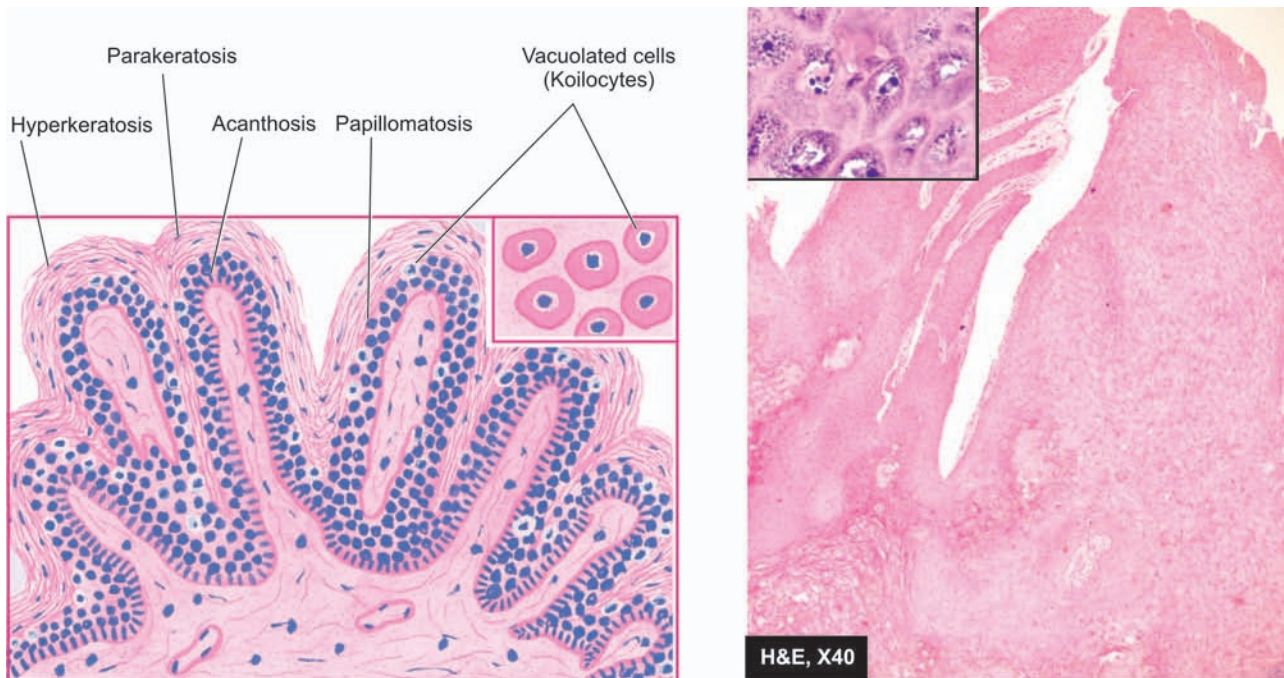 Parakeratosis
Vacuolated cells
(Koilocytes)
Hyperkeratosis
Acanthosis
Papillomatosis
H&E, X40